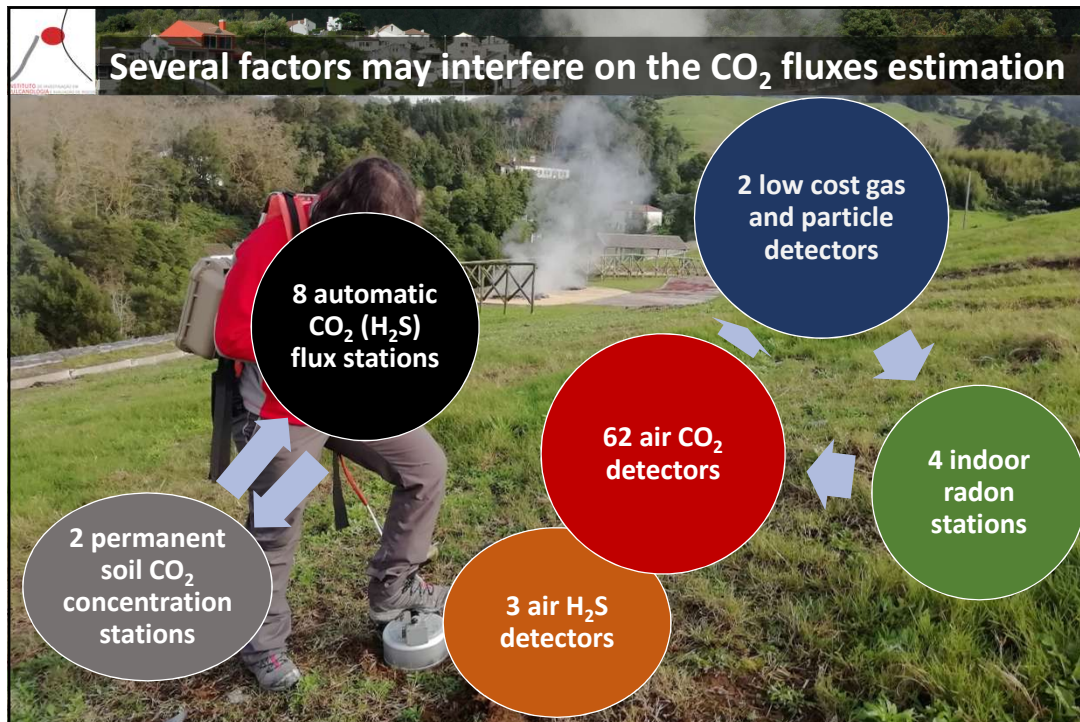 Several factors may interfere on the CO₂ fluxes estimation
2 low cost gas
and particle
detectors
8 automatic
CO₂ (H₂S)
flux stations
62 air CO₂
detectors
4 indoor
radon
stations
2 permanent
soil CO₂
concentration
stations
3 air H₂S
detectors